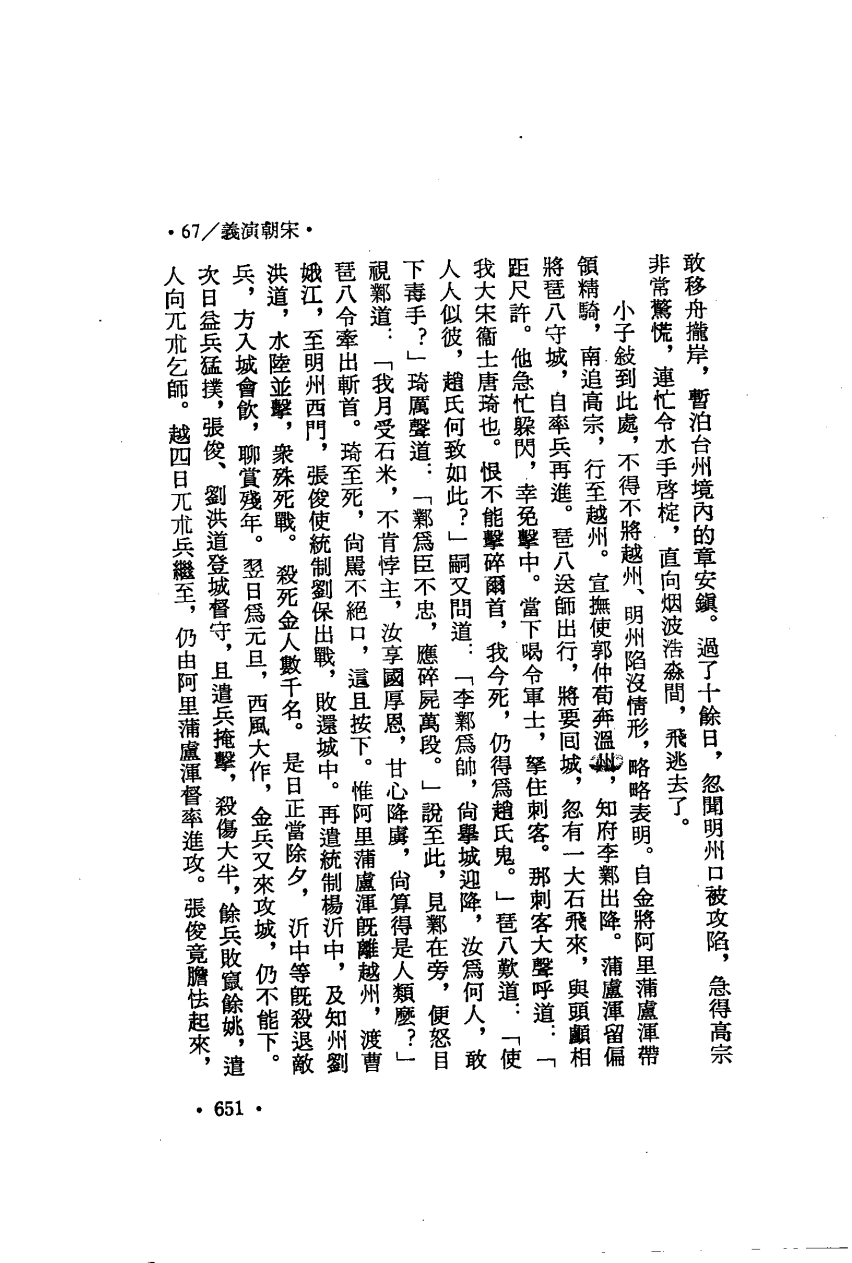 ·67/義演朝宋·
敢移舟攏岸，暫泊台州境內的章安鎮。過了十餘日，忽聞明州口被攻陷，急得高宗
非常驚慌，連忙令水手啓椗，直向烟波浩淼間，飛逃去了。
小子敍到此處，不得不將越州、明州陷沒情形，略略表明。自金將阿里蒲盧渾帶
領精騎，南追高宗，行至越州。宣撫使郭仲荀奔溫州，知府李鄴出降。蒲盧渾留偏
將琶八守城，自率兵再進。琶八送師出行，將要回城，忽有一大石飛來，與頭顱相
距尺許。他急忙躲閃，幸免擊中。當下喝令軍士，拏住刺客。那刺客大聲呼道：「
我大宋衞士唐琦也。恨不能擊碎爾首，我今死，仍得爲趙氏鬼。」琶八歎道：「使
人人似彼，趙氏何致如此？」嗣又問道：「李鄴爲帥，尙舉城迎降，汝爲何人，敢
下毒手？」琦厲聲道：「鄴爲臣不忠，應碎屍萬段。」說至此，見鄴在旁，便怒目
視鄴道：「我月受石米，不肯悖主，汝享國厚恩，甘心降虜，尙算得是人類麼？」
琶八令牽出斬首。琦至死，尙罵不絕口，這且按下。惟阿里蒲盧渾旣離越州，渡曹
娥江，至明州西門，張俊使統制劉保出戰，敗還城中。再遣統制楊沂中，及知州劉
洪道，水陸並擊，衆殊死戰。殺死金人數千名。是日正當除夕，沂中等旣殺退敵
兵，方入城會飮，聊賞殘年。翌日爲元旦，西風大作，金兵又來攻城，仍不能下。
次日益兵猛撲，張俊、劉洪道登城督守，且遣兵掩擊，殺傷大半，餘兵敗竄餘姚，遣
人向兀朮乞師。越四日兀朮兵繼至，仍由阿里蒲盧渾督率進攻。張俊竟膽怯起來，
·651·